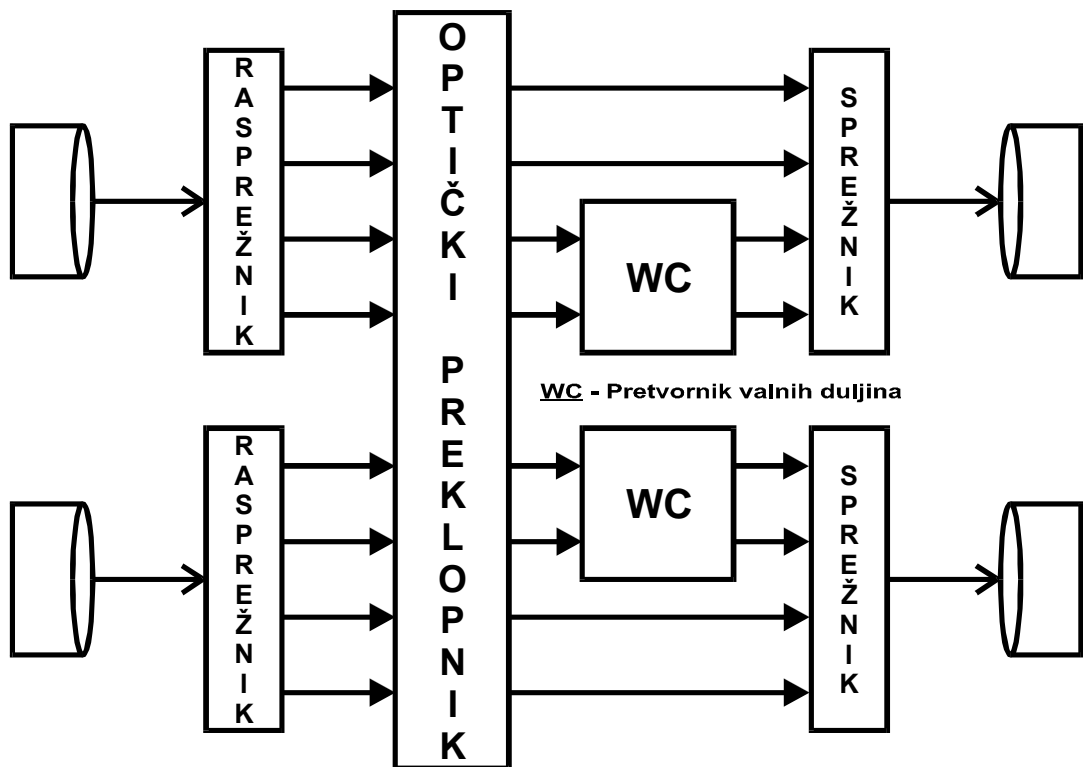 RASPREŽNIK
OPTIČKI PREKLOPNIK
SPREŽNIK
WC
WC - Pretvornik valnih duljina
RASPREŽNIK
WC
SPREŽNIK